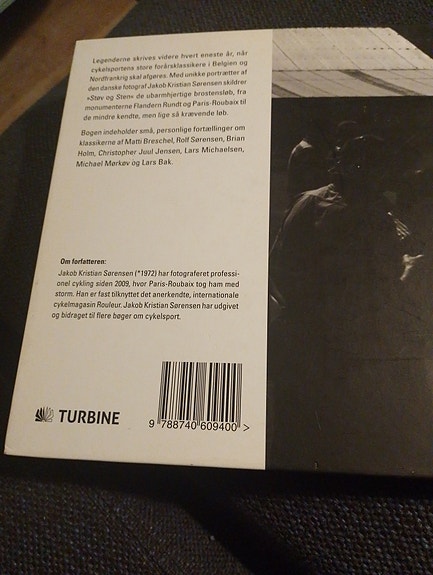 Legenderne skrives videre hvert eneste år, når
cykelsportens store forårsklassikere i Belgien og
Nordfrankrig skal afgøres. Med unikke portrætter af
den danske fotograf Jakob Kristian Sørensen skildrer
»Støv og Sten« de ubarmhjertige brostensløb, fra
monumenterne Flandern Rundt og Paris-Roubaix til
de mindre kendte, men lige så krævende løb.
Bogen indeholder små, personlige fortællinger om
klassikerne af Matti Breschel, Rolf Sørensen, Brian
Holm, Christopher Juul Jensen, Lars Michaelsen,
Michael Mørkøv og Lars Bak.
Om forfatteren:
Jakob Kristian Sørensen (*1972) har fotograferet professi-
onel cykling siden 2009, hvor Paris-Roubaix tog ham med
storm. Han er fast tilknyttet det anerkendte, internationale
cykelmagasin Rouleur. Jakob Kristian Sørensen har udgivet
og bidraget til flere bøger om cykelsport.
TURBINE
9 788740 609400 >